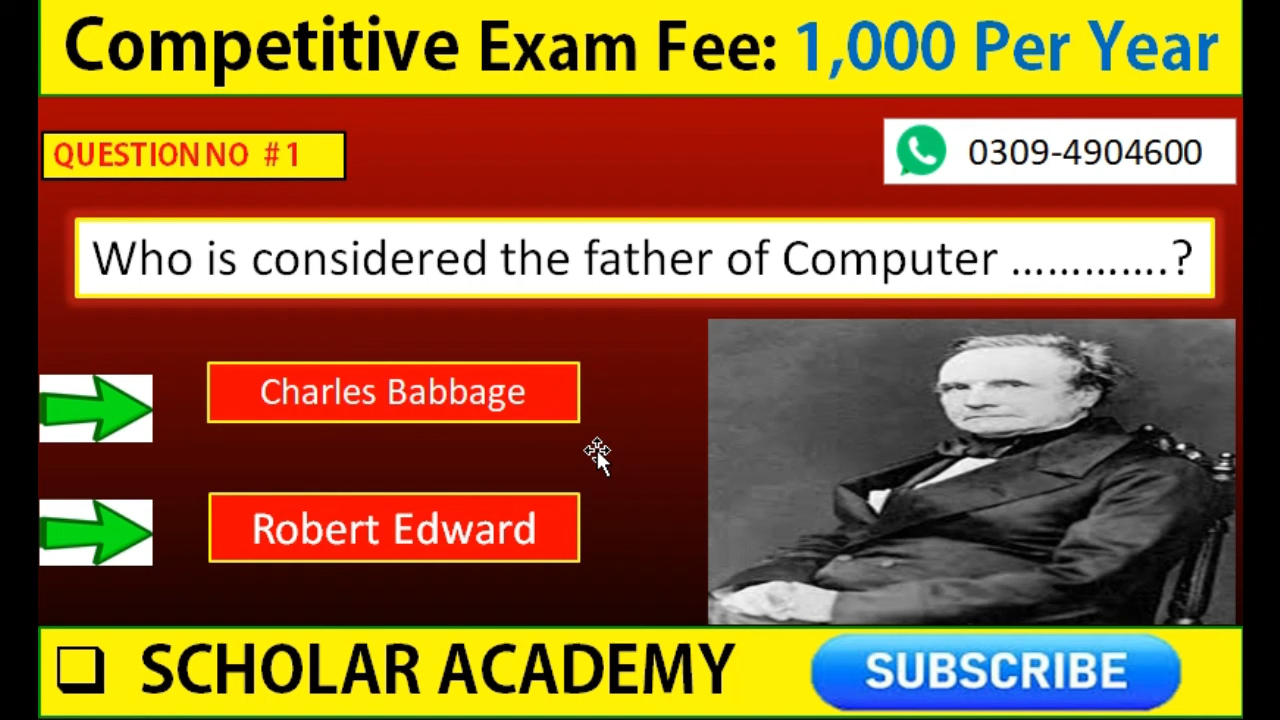 Competitive Exam Fee: 1,000 Per Year
QUESTION NO # 1
0309-4904600
Who is considered the father of Computer .............?
Charles Babbage
Robert Edward
SCHOLAR ACADEMY
SUBSCRIBE